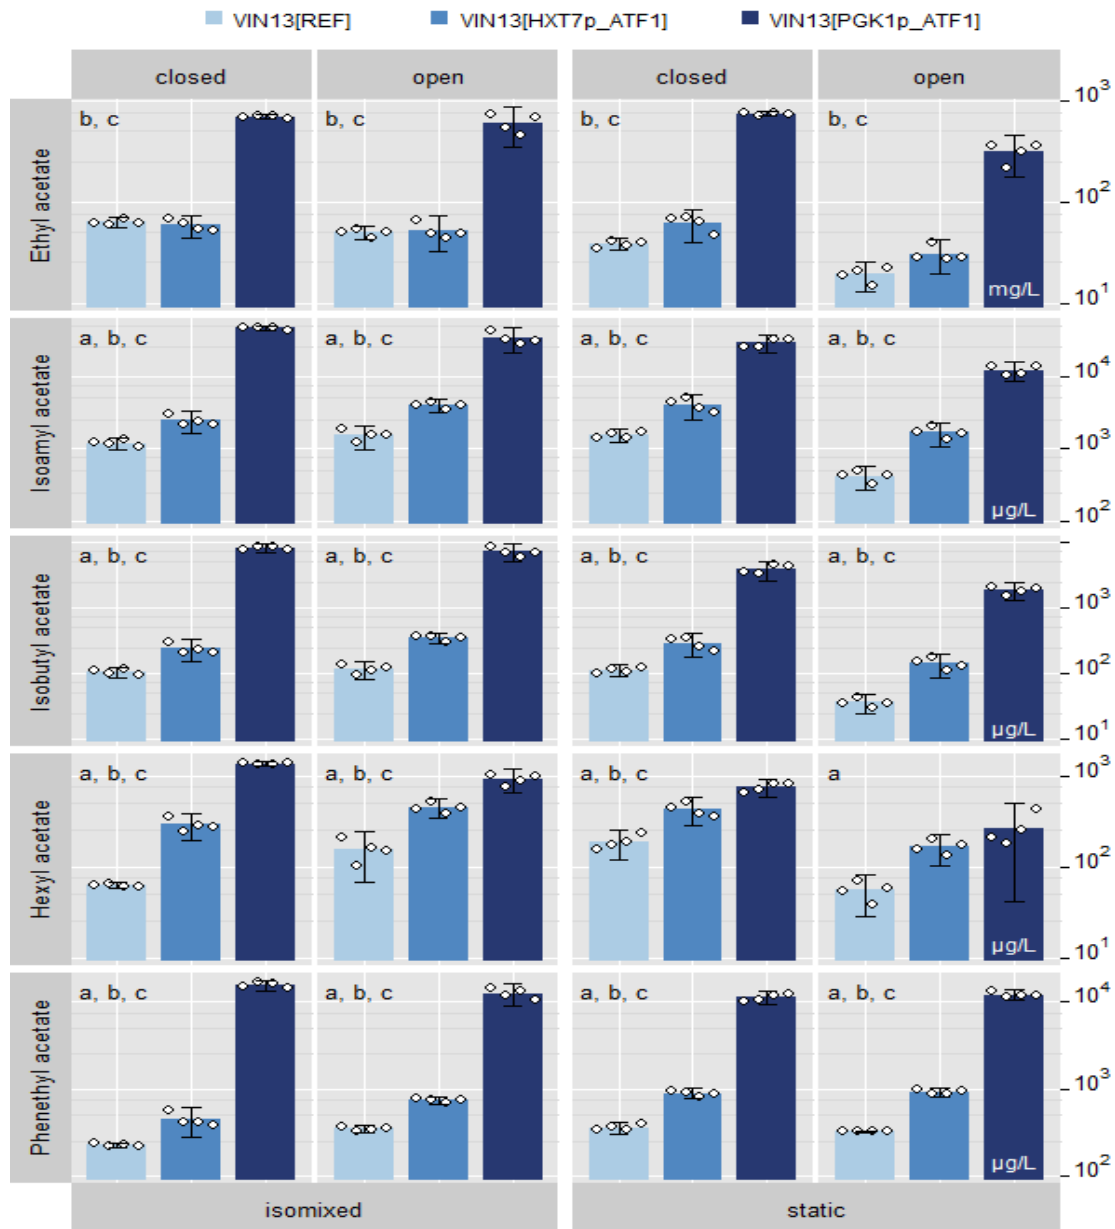 VIN13[REF] VIN13[HXT7p_ATF1] VIN13[PGK1p_ATF1]
closed open closed open
Ethyl acetate
b, c b, c b, c b, c
10³
10²
mg/L
10¹
Isoamyl acetate
a, b, c a, b, c a, b, c a, b, c
10⁴
10³
µg/L
10²
Isobutyl acetate
a, b, c a, b, c a, b, c a, b, c
10³
10²
µg/L
10¹
Hexyl acetate
a, b, c a, b, c a, b, c a
10³
10²
µg/L
10¹
Phenethyl acetate
a, b, c a, b, c a, b, c a, b, c
10⁴
10³
µg/L
10²
isomixed static